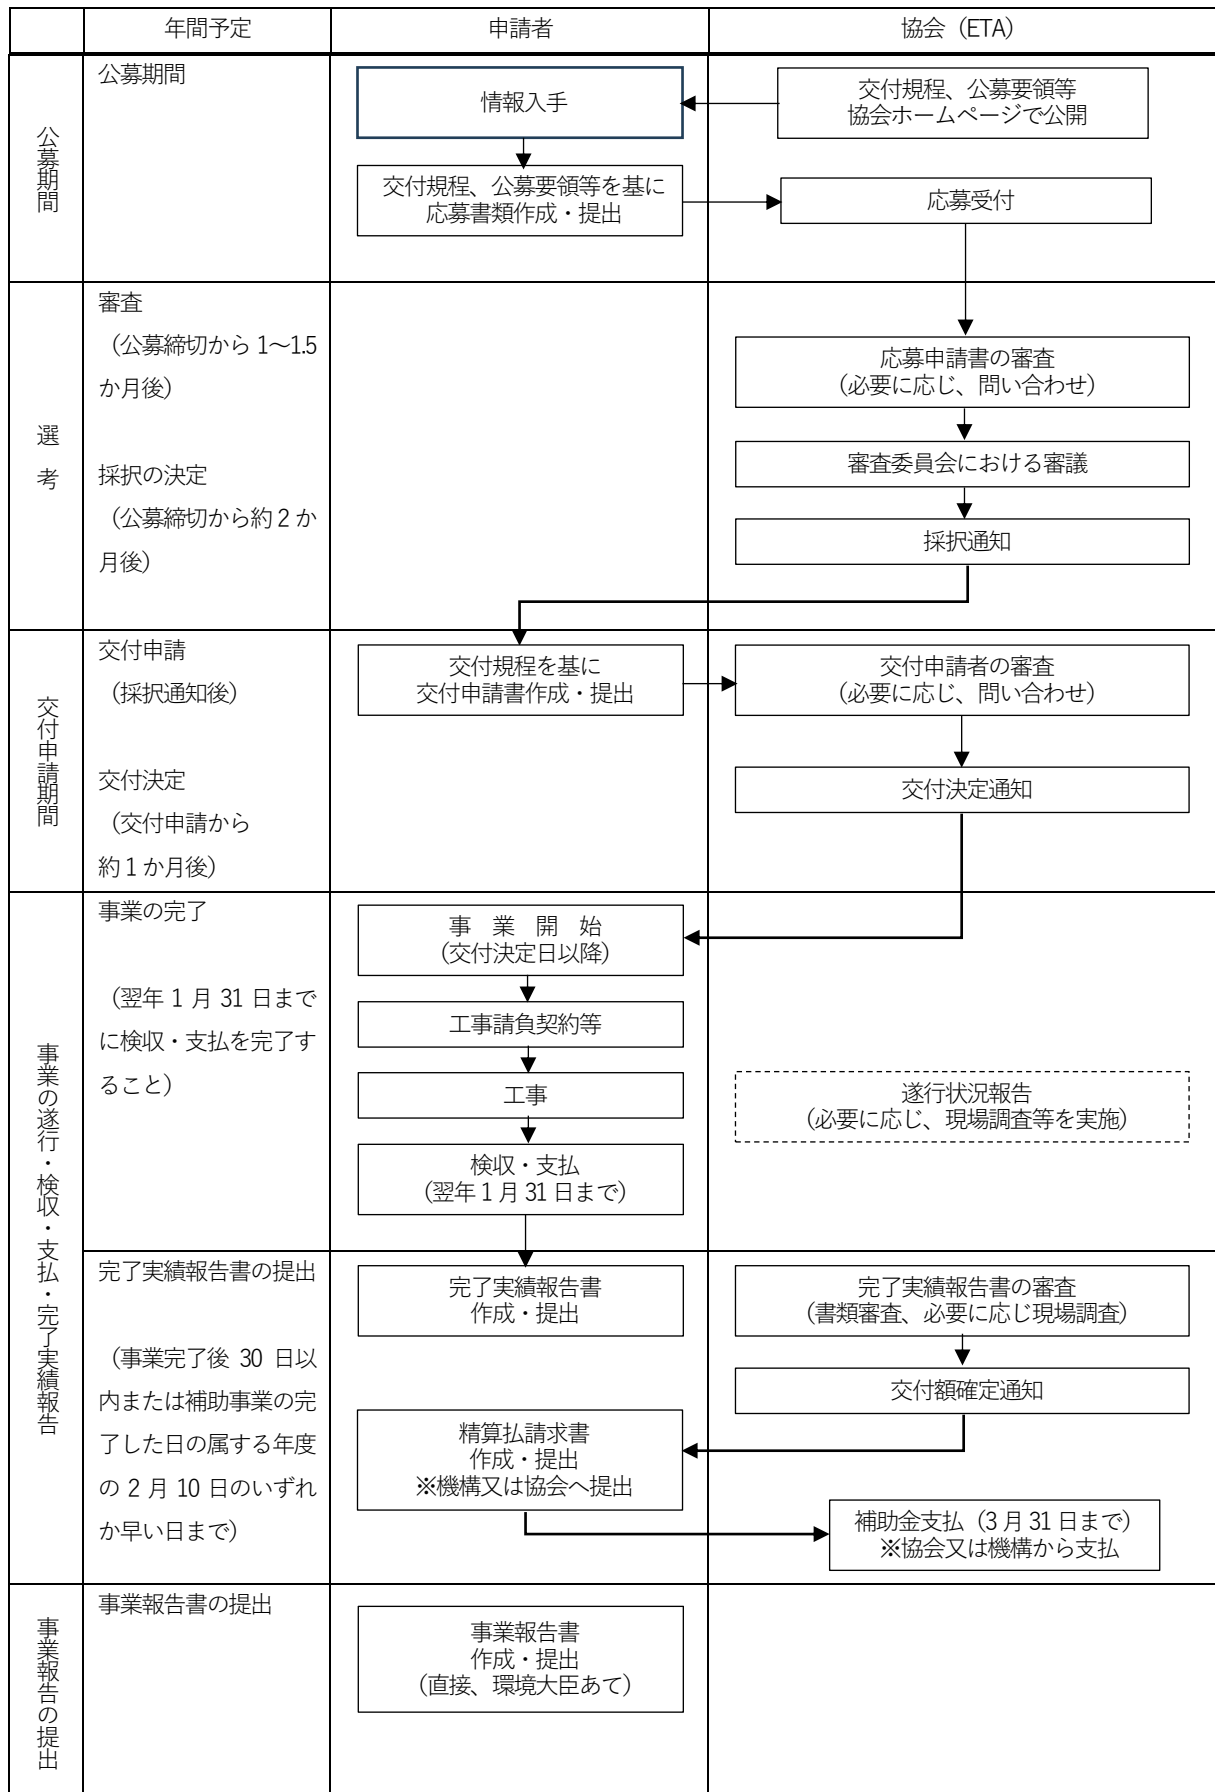 年間予定
申請者
協会（ETA）
公募期間
公募期間
情報入手
交付規程、公募要領等
協会ホームページで公開
交付規程、公募要領等を基に
応募書類作成・提出
応募受付
選考
審査
（公募締切から 1～1.5
か月後）
採択の決定
（公募締切から約 2 か
月後）
応募申請書の審査
（必要に応じ、問い合わせ）
審査委員会における審議
採択通知
交付申請期間
交付申請
（採択通知後）
交付決定
（交付申請から
約 1 か月後）
交付規程を基に
交付申請書作成・提出
交付申請者の審査
（必要に応じ、問い合わせ）
交付決定通知
事業の遂行・検収・支払・完了実績報告
事業の完了
（翌年 1 月 31 日まで
に検収・支払を完了す
ること）
事　業　開　始
（交付決定日以降）
工事請負契約等
工事
検収・支払
（翌年 1 月 31 日まで）
遂行状況報告
（必要に応じ、現場調査等を実施）
完了実績報告書の提出
（事業完了後 30 日以
内または補助事業の完
了した日の属する年度
の 2 月 10 日のいずれ
か早い日まで）
完了実績報告書
作成・提出
完了実績報告書の審査
（書類審査、必要に応じ現場調査）
交付額確定通知
精算払請求書
作成・提出
※機構又は協会へ提出
補助金支払（3 月 31 日まで）
※協会又は機構から支払
事業報告の提出
事業報告書の提出
事業報告書
作成・提出
（直接、環境大臣あて）